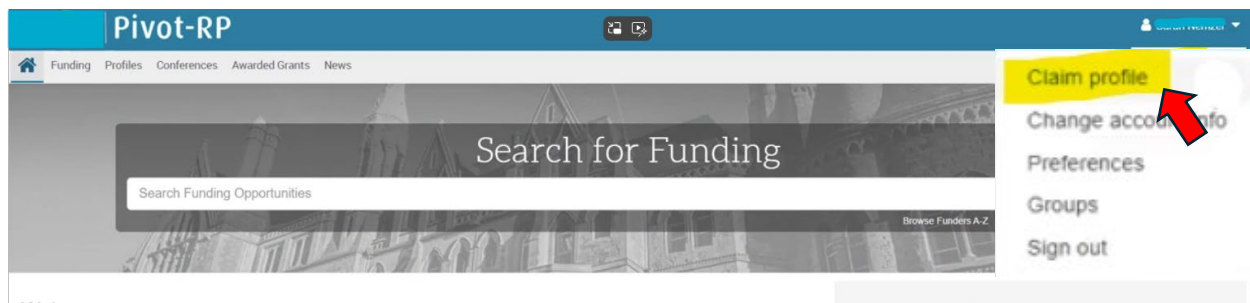 Pivot-RP
Funding Profiles Conferences Awarded Grants News
Search for Funding
Search Funding Opportunities
Browse Funders A-Z
Claim profile
Change account info
Preferences
Groups
Sign out